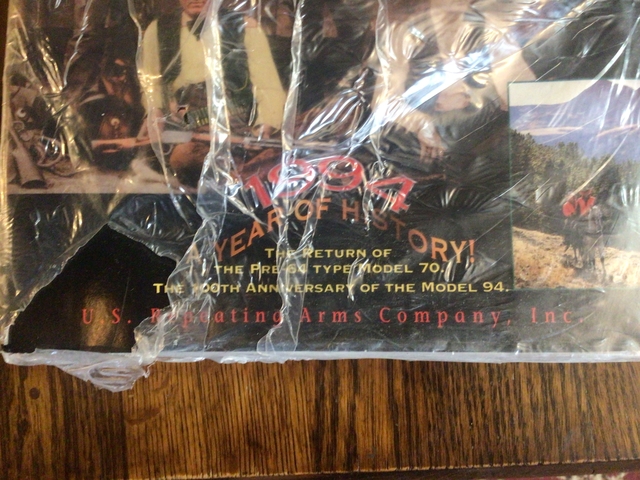 1994
A YEAR OF HISTORY!
THE RETURN OF
THE PRE-64 TYPE MODEL 70.
THE 100TH ANNIVERSARY OF THE MODEL 94.
U.S. Repeating Arms Company, Inc.